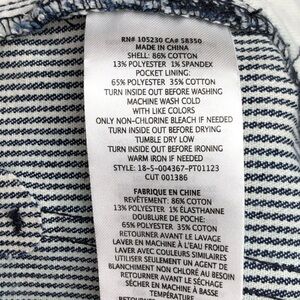 RN# 105230 CA# 58350
MADE IN CHINA
SHELL: 86% COTTON
13% POLYESTER 1% SPANDEX
POCKET LINING:
65% POLYESTER 35% COTTON
TURN INSIDE OUT BEFORE WASHING
MACHINE WASH COLD
WITH LIKE COLORS
ONLY NON-CHLORINE BLEACH IF NEEDED
TURN INSIDE OUT BEFORE DRYING
TUMBLE DRY LOW
TURN INSIDE OUT BEFORE IRONING
WARM IRON IF NEEDED
STYLE: 18-5-004367-PT01123
CUT 001386
FABRIQUE EN CHINE
REVÊTEMENT: 86% COTON
13% POLYESTER 1% ÉLASTHANNE
DOUBLURE DE POCHE:
65% POLYESTER 35% COTON
RETOURNER AVANT LE LAVAGE
LAVER EN MACHINE À L'EAU FROIDE
LAVER AVEC COULEURS SIMILAIRES
UTILISER SEULEMENT UN AGENT DE
BLANCHIMENT NON CHLORÉ AU BESOIN
RETOURNER AVANT LE SÉCHAGE
SÉCHER EN MACHINE À BASSE
TEMPÉRATURE